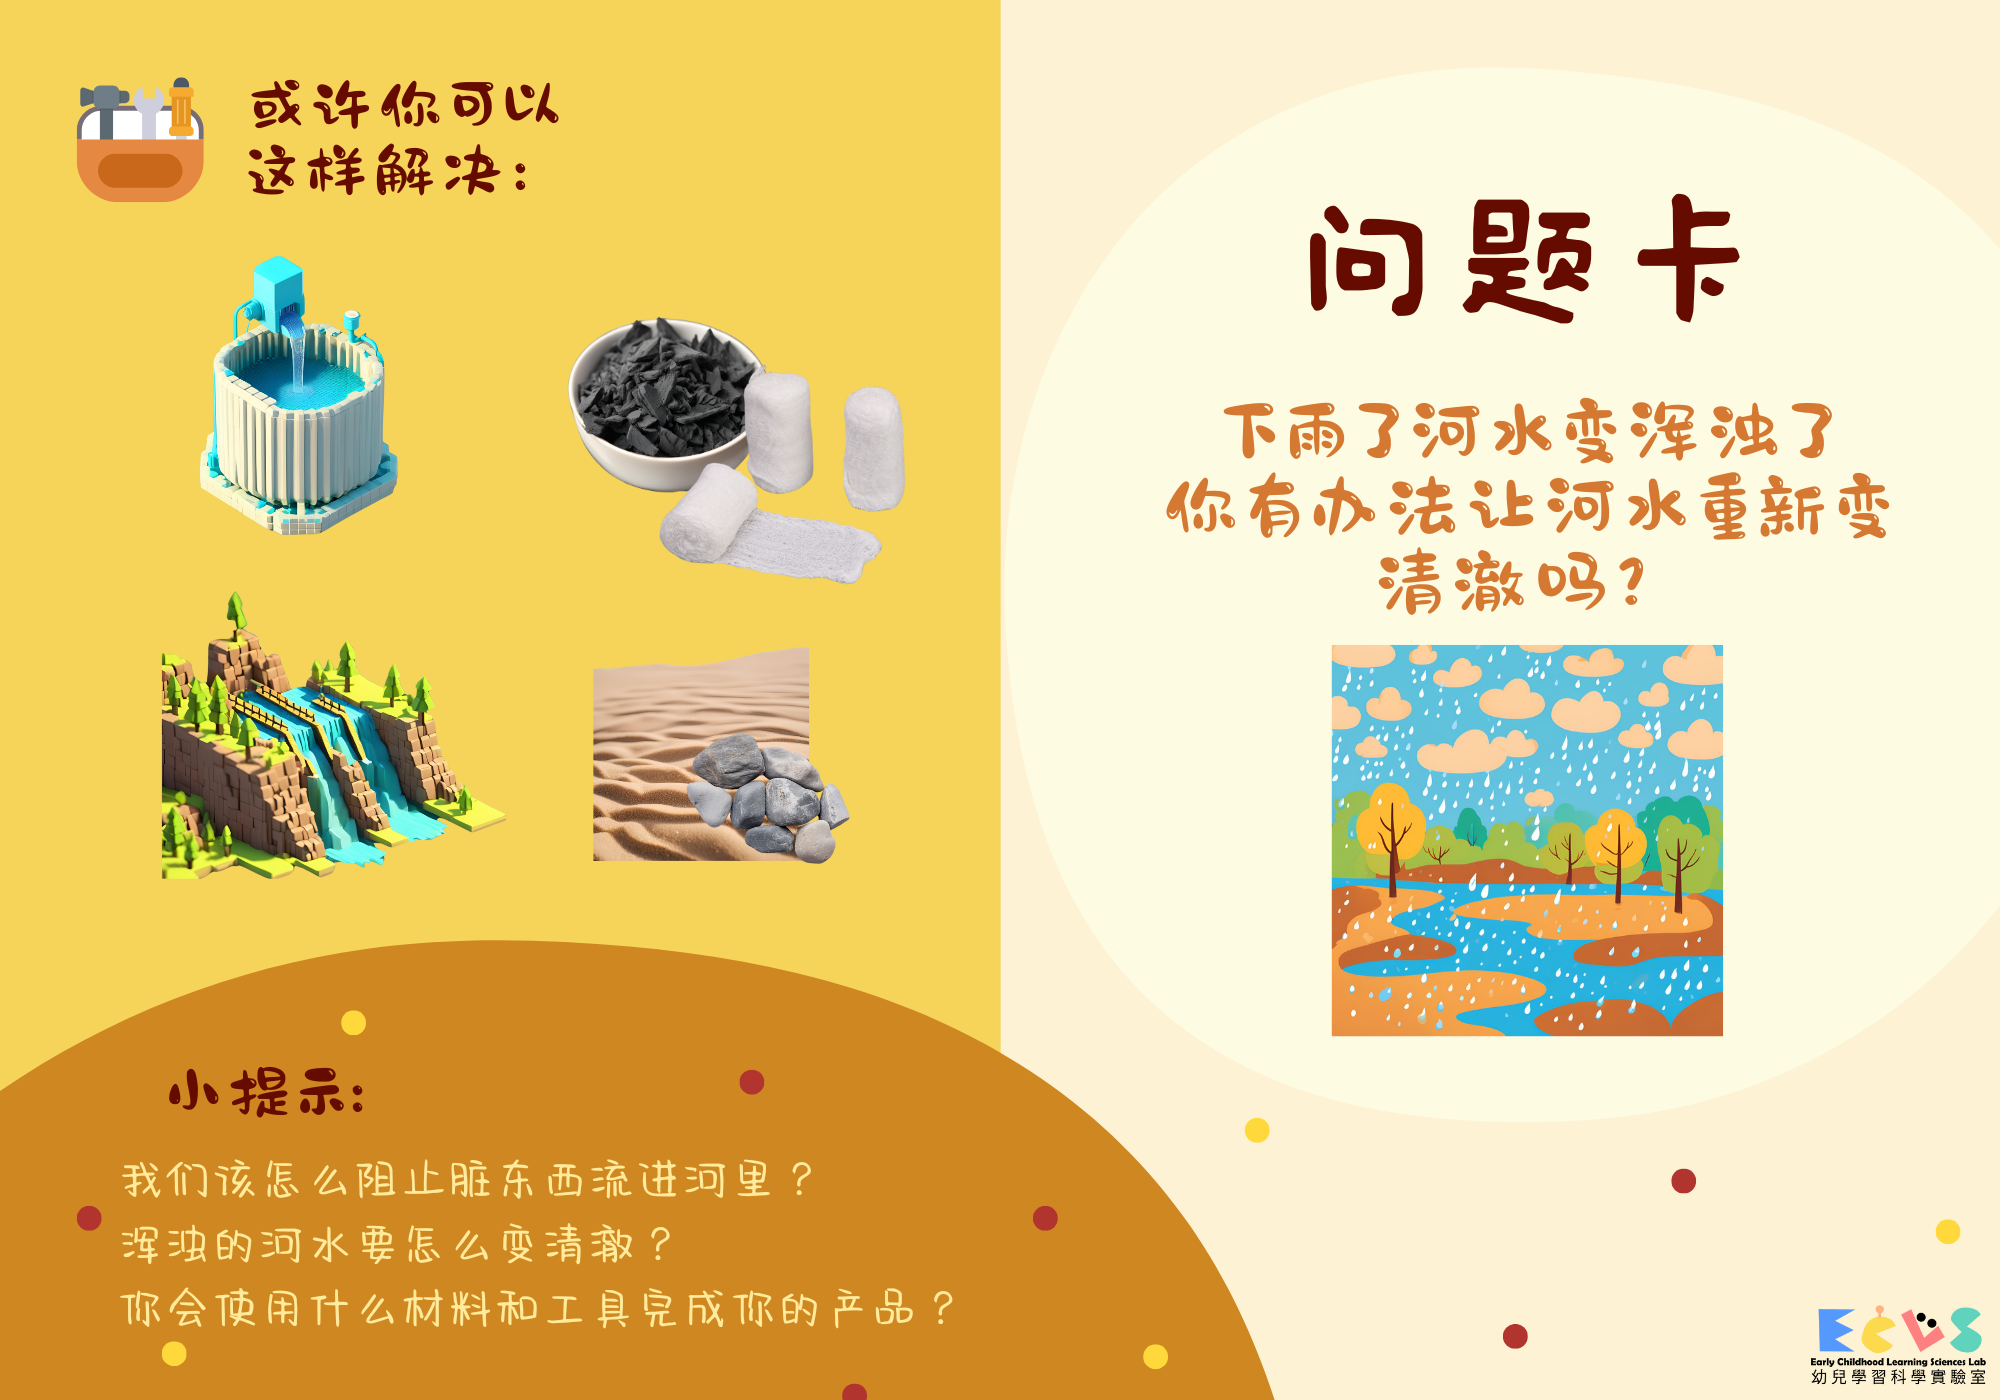 或许你可以
这样解决：
小提示：
我们该怎么阻止脏东西流进河里？
浑浊的河水要怎么变清澈？
你会使用什么材料和工具完成你的产品？
问题卡
下雨了河水变浑浊了
你有办法让河水重新变
清澈吗？
ECLS
Early Childhood Learning Sciences Lab
幼兒學習科學實驗室